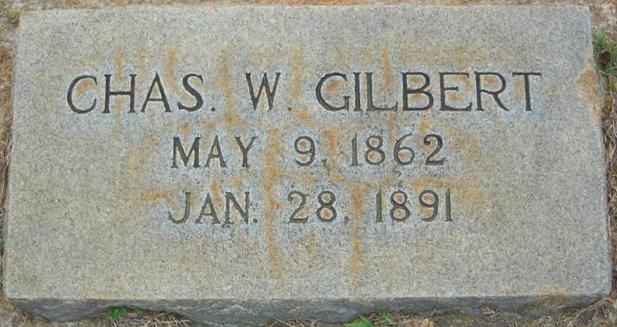 CHAS. W. GILBERT
MAY 9, 1862
JAN. 28, 1891